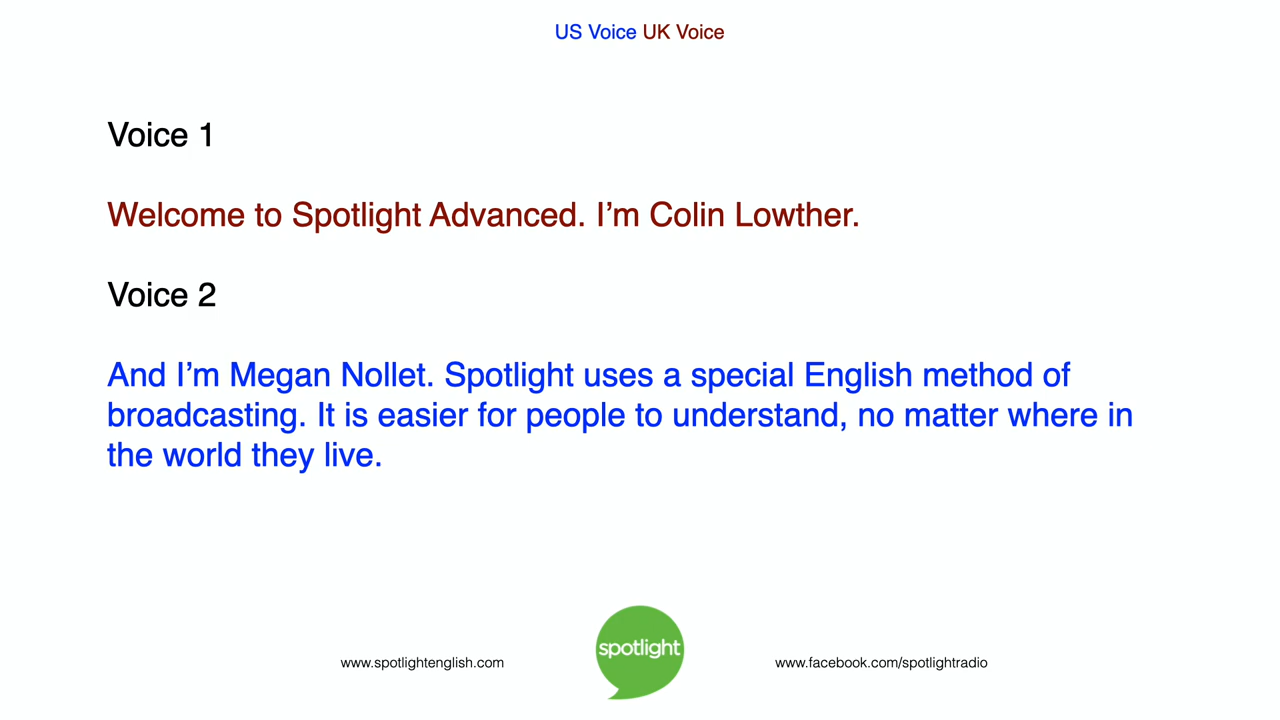 US Voice UK Voice
Voice 1
Welcome to Spotlight Advanced. I’m Colin Lowther.
Voice 2
And I’m Megan Nollet. Spotlight uses a special English method of
broadcasting. It is easier for people to understand, no matter where in
the world they live.
www.spotlightenglish.com
spotlight
www.facebook.com/spotlightradio